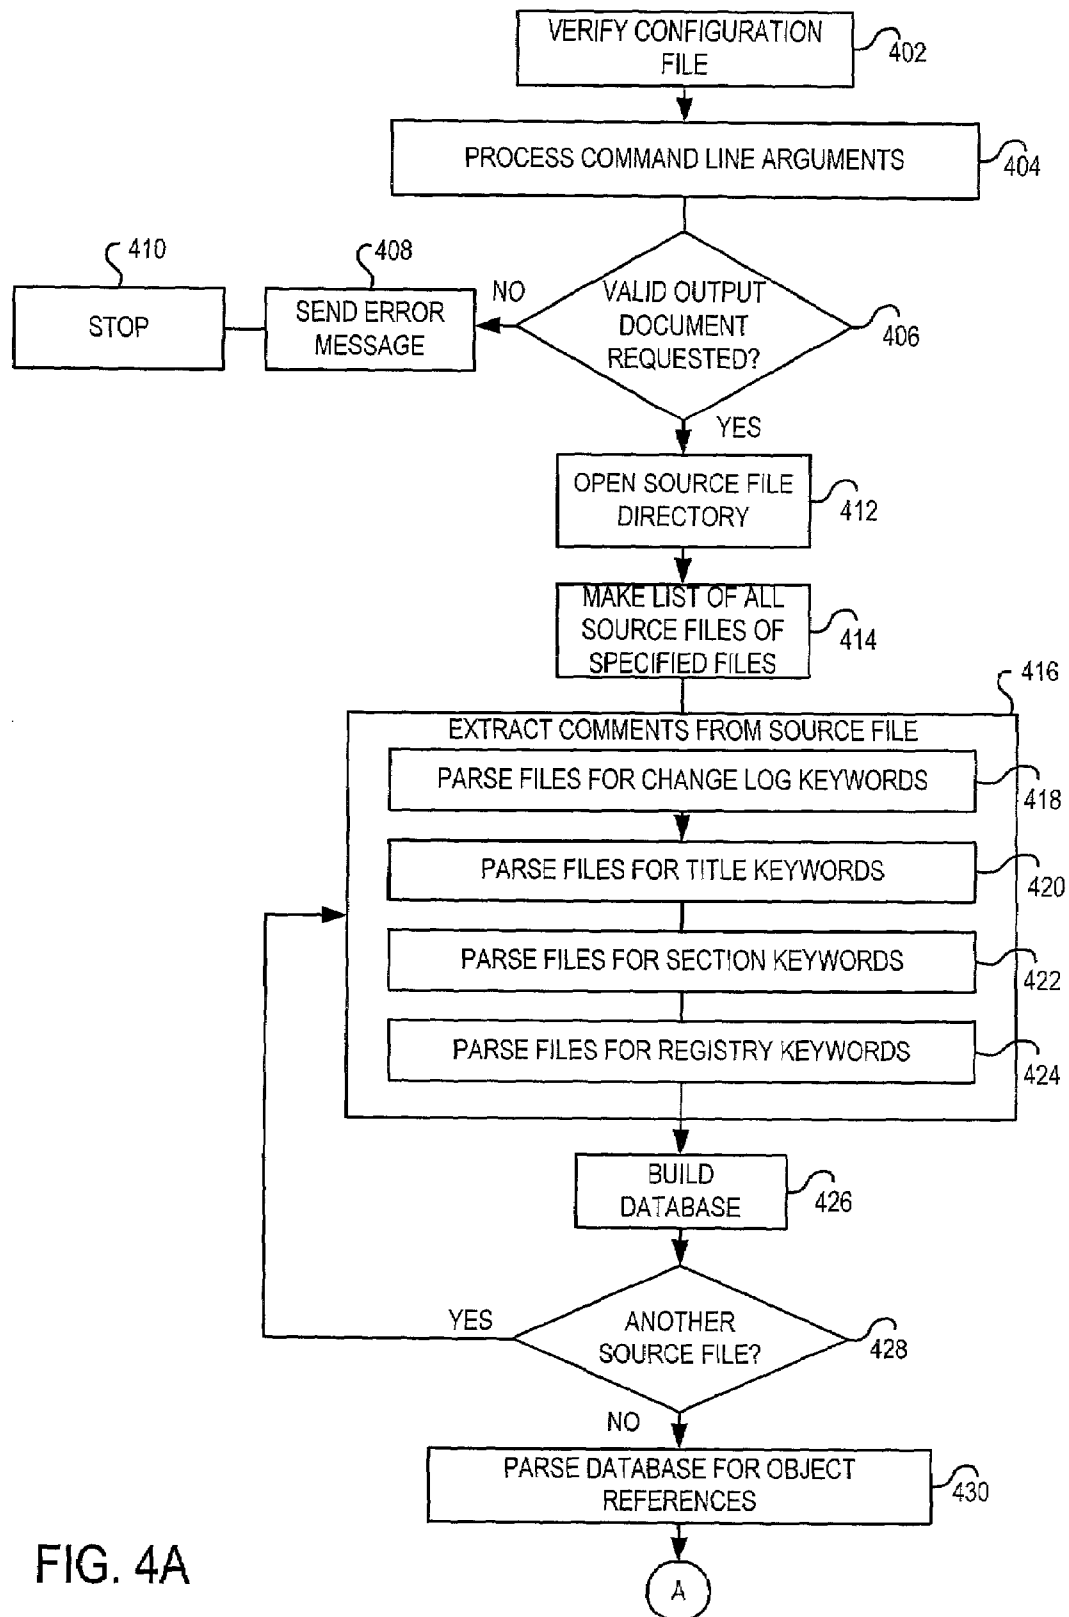 VERIFY CONFIGURATION
FILE
402
PROCESS COMMAND LINE ARGUMENTS
404
410
408
STOP
SEND ERROR
MESSAGE
NO
VALID OUTPUT
DOCUMENT
REQUESTED?
406
YES
OPEN SOURCE FILE
DIRECTORY
412
MAKE LIST OF ALL
SOURCE FILES OF
SPECIFIED FILES
414
416
EXTRACT COMMENTS FROM SOURCE FILE
PARSE FILES FOR CHANGE LOG KEYWORDS
418
PARSE FILES FOR TITLE KEYWORDS
420
PARSE FILES FOR SECTION KEYWORDS
422
PARSE FILES FOR REGISTRY KEYWORDS
424
BUILD
DATABASE
426
YES
ANOTHER
SOURCE FILE?
428
NO
PARSE DATABASE FOR OBJECT
REFERENCES
430
A
FIG. 4A